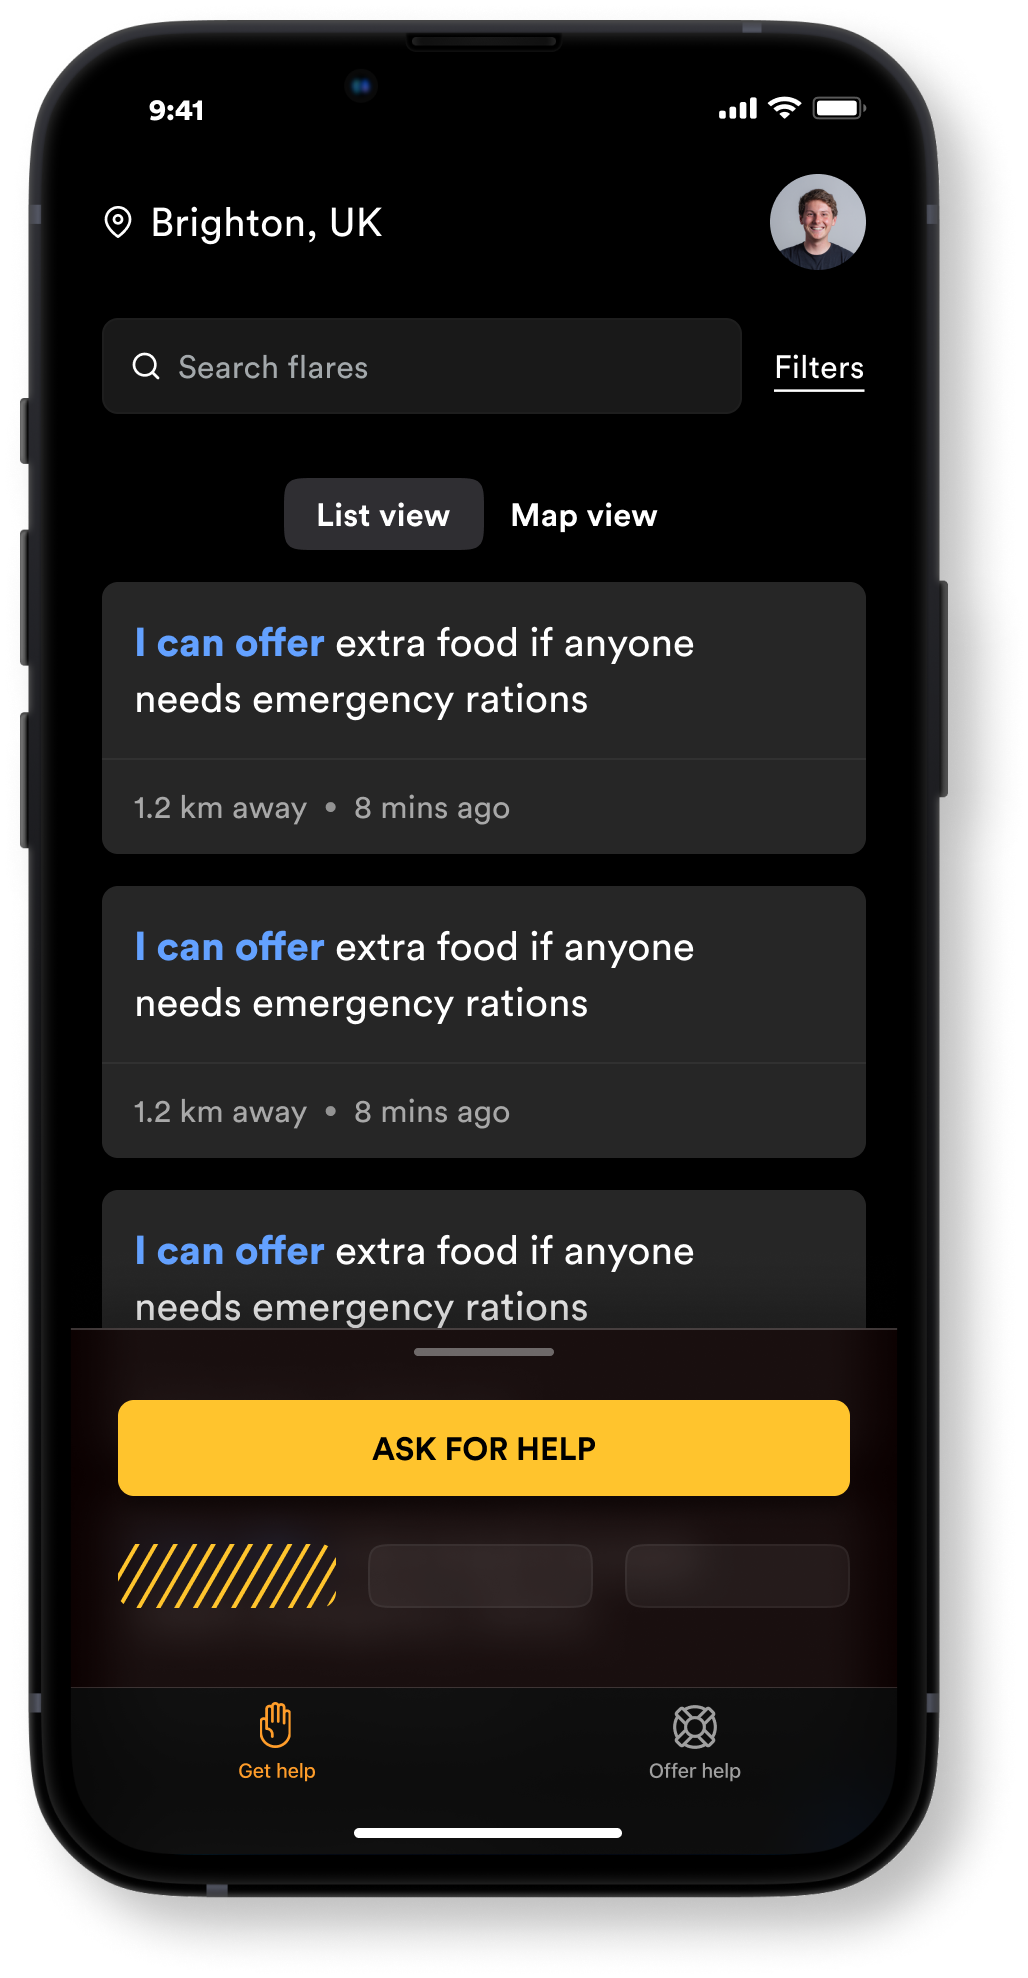 9:41
Brighton, UK
Search flares
Filters
List view
Map view
I can offer extra food if anyone
needs emergency rations
1.2 km away • 8 mins ago
I can offer extra food if anyone
needs emergency rations
1.2 km away • 8 mins ago
I can offer extra food if anyone
needs emergency rations
ASK FOR HELP
Get help
Offer help